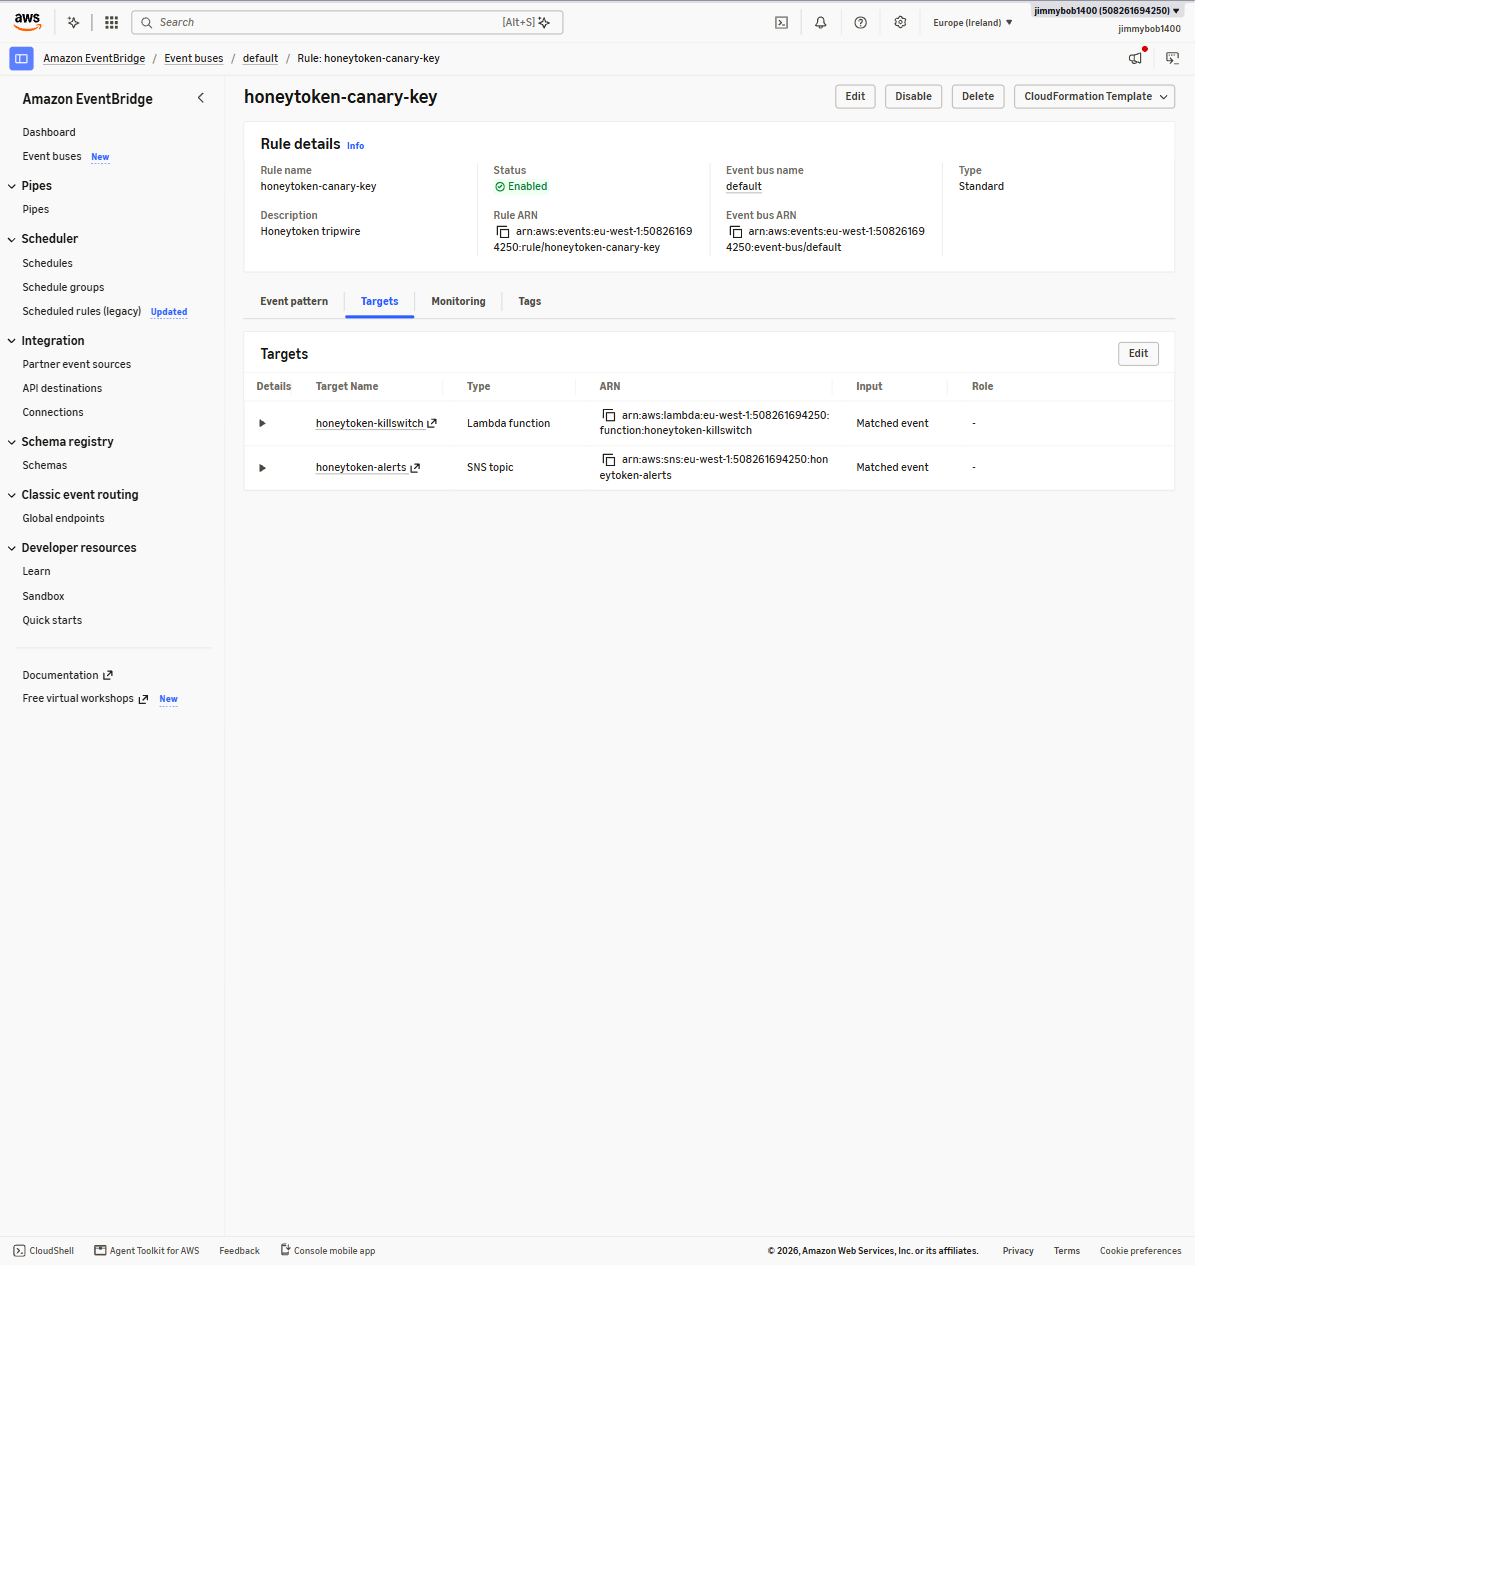 aws
Search
[Alt+S]
Europe (Ireland)
jimmybob1400 (508261694250)
jimmybob1400
Amazon EventBridge / Event buses / default / Rule: honeytoken-canary-key
Amazon EventBridge
Dashboard
Event buses New
Pipes
Pipes
Scheduler
Schedules
Schedule groups
Scheduled rules (legacy) Updated
Integration
Partner event sources
API destinations
Connections
Schema registry
Schemas
Classic event routing
Global endpoints
Developer resources
Learn
Sandbox
Quick starts
Documentation
Free virtual workshops New
honeytoken-canary-key
Edit
Disable
Delete
CloudFormation Template
Rule details Info
Rule name
honeytoken-canary-key
Description
Honeytoken tripwire
Status
Enabled
Rule ARN
arn:aws:events:eu-west-1:50826169
4250:rule/honeytoken-canary-key
Event bus name
default
Event bus ARN
arn:aws:events:eu-west-1:50826169
4250:event-bus/default
Type
Standard
Event pattern
Targets
Monitoring
Tags
Targets
Edit
Details Target Name Type ARN Input Role
honeytoken-killswitch Lambda function arn:aws:lambda:eu-west-1:508261694250: Matched event -
function:honeytoken-killswitch
honeytoken-alerts SNS topic arn:aws:sns:eu-west-1:508261694250:hon Matched event -
eytoken-alerts
CloudShell
Agent Toolkit for AWS
Feedback
Console mobile app
© 2026, Amazon Web Services, Inc. or its affiliates.
Privacy
Terms
Cookie preferences